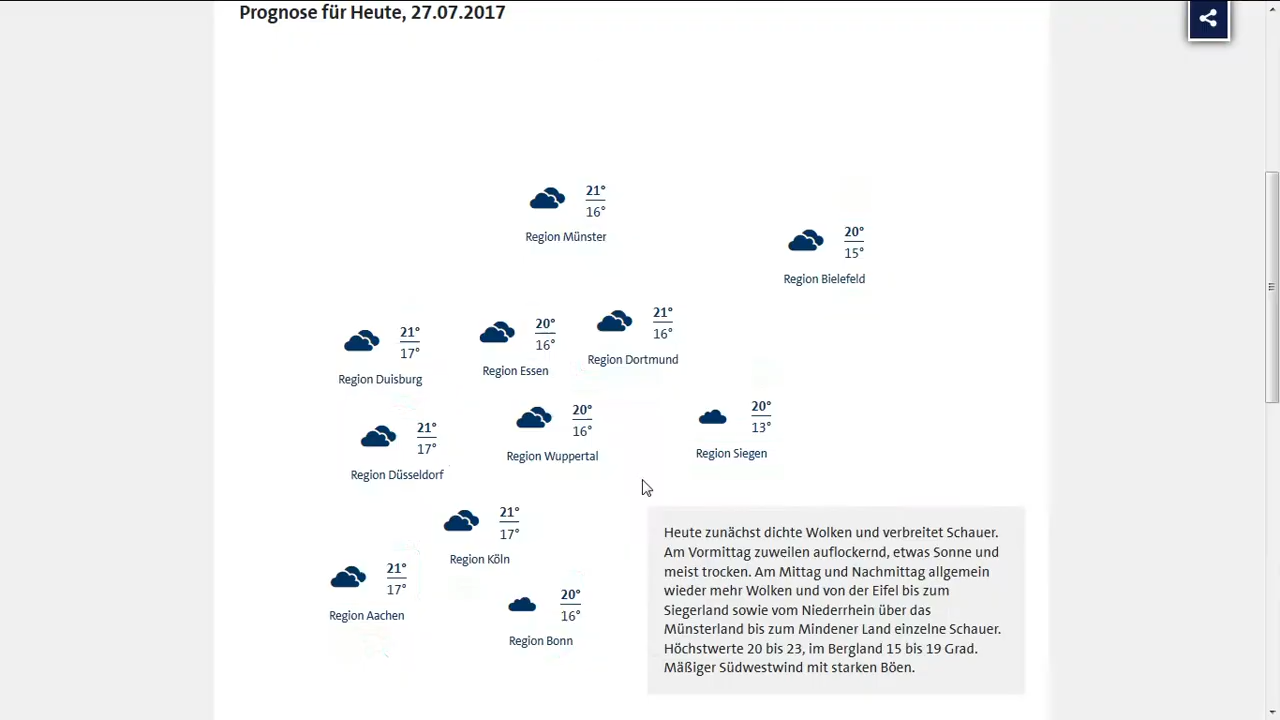 Prognose für Heute, 27.07.2017
21°
16°
Region Münster
20°
15°
Region Bielefeld
21°
16°
Region Dortmund
20°
16°
Region Essen
21°
17°
Region Duisburg
20°
16°
Region Wuppertal
20°
13°
Region Siegen
21°
17°
Region Düsseldorf
21°
17°
Region Köln
21°
17°
Region Aachen
20°
16°
Region Bonn
Heute zunächst dichte Wolken und verbreitet Schauer.
Am Vormittag zuweilen auflockernd, etwas Sonne und
meist trocken. Am Mittag und Nachmittag allgemein
wieder mehr Wolken und von der Eifel bis zum
Siegerland sowie vom Niederrhein über das
Münsterland bis zum Mindener Land einzelne Schauer.
Höchstwerte 20 bis 23, im Bergland 15 bis 19 Grad.
Mäßiger Südwestwind mit starken Böen.